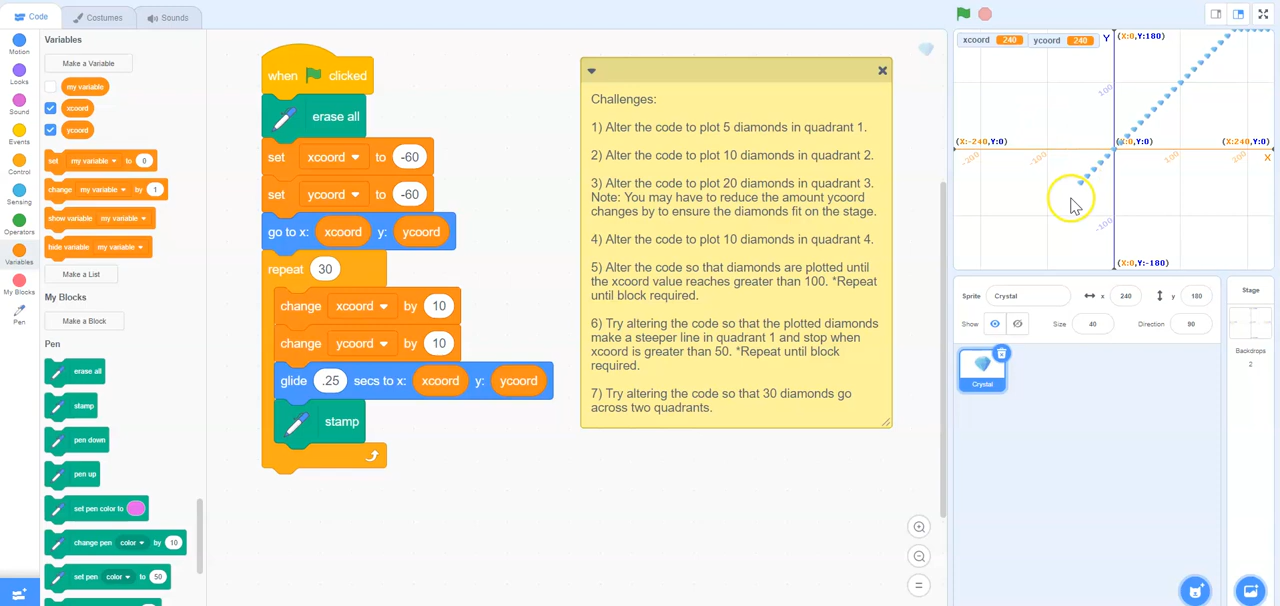 Code
Costumes
Sounds
Motion
Looks
Sound
Events
Control
Sensing
Operators
Variables
My Blocks
Pen
Variables
Make a Variable
my variable
xcoord
ycoord
set my variable to 0
change my variable by 1
show variable my variable
hide variable my variable
Make a List
My Blocks
Make a Block
Pen
erase all
stamp
pen down
pen up
set pen color to
change pen color by 10
set pen color to 50
when clicked
erase all
set xcoord to -60
set ycoord to -60
go to x: xcoord y: ycoord
repeat 30
change xcoord by 10
change ycoord by 10
glide .25 secs to x: xcoord y: ycoord
stamp
Challenges:
1) Alter the code to plot 5 diamonds in quadrant 1.
2) Alter the code to plot 10 diamonds in quadrant 2.
3) Alter the code to plot 20 diamonds in quadrant 3.
Note: You may have to reduce the amount ycoord
changes by to ensure the diamonds fit on the stage.
4) Alter the code to plot 10 diamonds in quadrant 4.
5) Alter the code so that diamonds are plotted until
the xcoord value reaches greater than 100. *Repeat
until block required.
6) Try altering the code so that the plotted diamonds
make a steeper line in quadrant 1 and stop when
xcoord is greater than 50. *Repeat until block
required.
7) Try altering the code so that 30 diamonds go
across two quadrants.
xcoord 240 ycoord 240
Y (X:0,Y:180)
100
(X:-240,Y:0) (X:0,Y:0) (X:240,Y:0)
-200 -100 100 200 X
-100
(X:0,Y:-180)
Sprite Crystal x 240 y 180
Show Size 40 Direction 90
Crystal
Stage
Backdrops
2